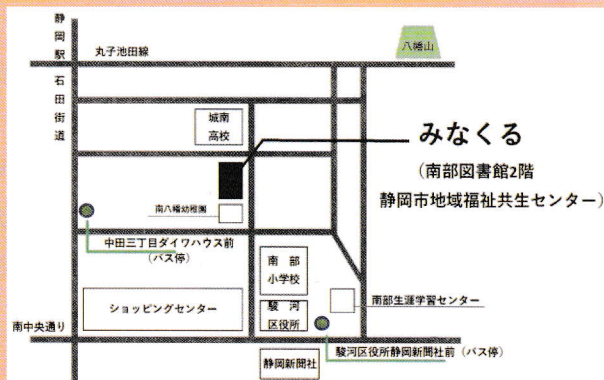 静岡駅
石田街道
丸子池田線
八幡山
城南
高校
みなくる
(南部図書館2階
静岡市地域福祉共生センター)
南八幡幼稚園
中田三丁目ダイワハウス前
(バス停)
南部
小学校
ショッピングセンター
駿河
区役所
南部生涯学習センター
南中央通り
駿河区役所静岡新聞社前(バス停)
静岡新聞社